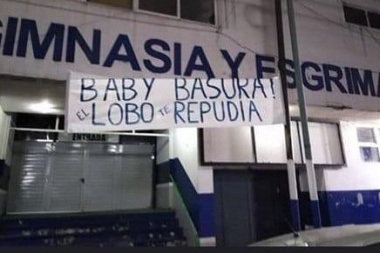 GIMNASIA Y ESGRIMA
BABY BASURA!
EL LOBO TE REPUDIA
ENTRADA